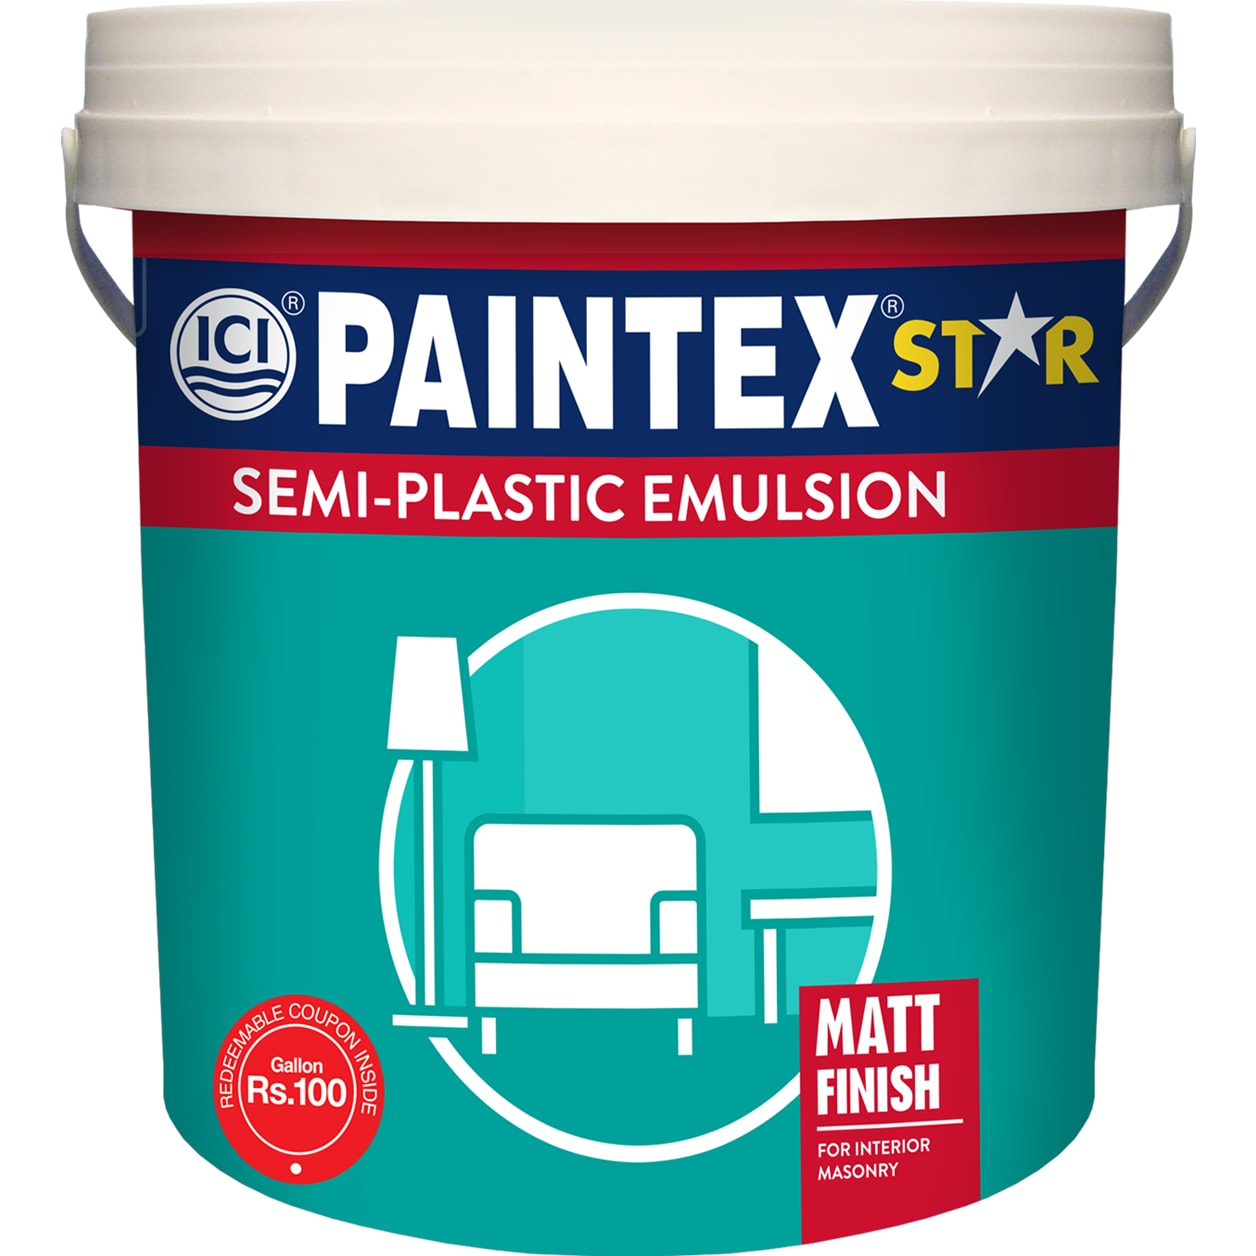 ICI® PAINTEX® STAR
SEMI-PLASTIC EMULSION
REDEEMABLE COUPON INSIDE
Gallon
Rs.100
MATT
FINISH
FOR INTERIOR
MASONRY